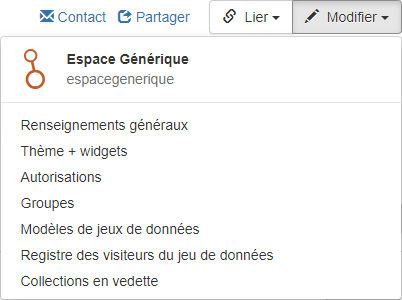 Contact Partager Lier Modifier
Espace Générique
espacegenerique
Renseignements généraux
Thème + widgets
Autorisations
Groupes
Modèles de jeux de données
Registre des visiteurs du jeu de données
Collections en vedette